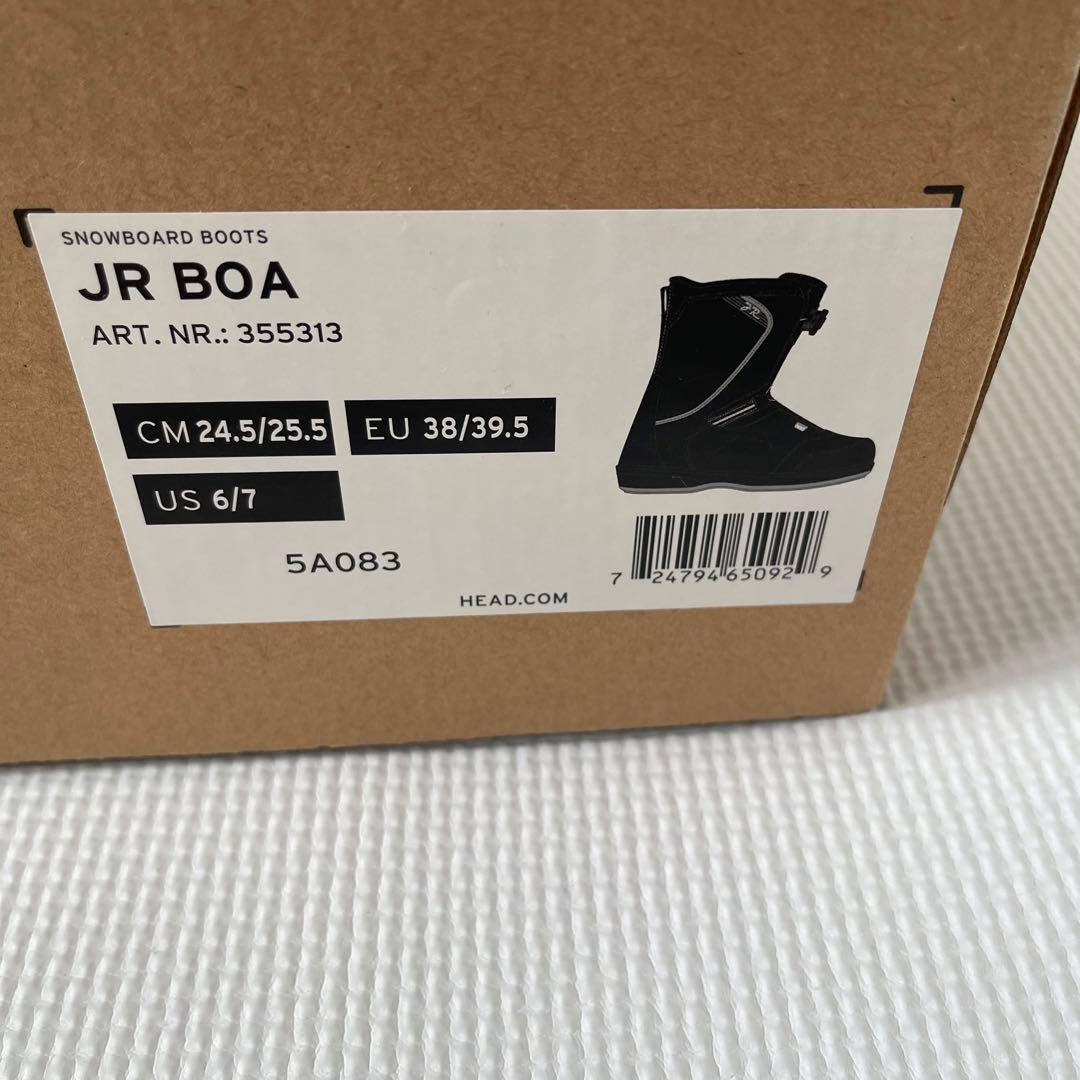 SNOWBOARD BOOTS
JR BOA
ART. NR.: 355313
CM 24.5/25.5 EU 38/39.5
US 6/7
5A083
JR
7 24794 65092 9
HEAD.COM